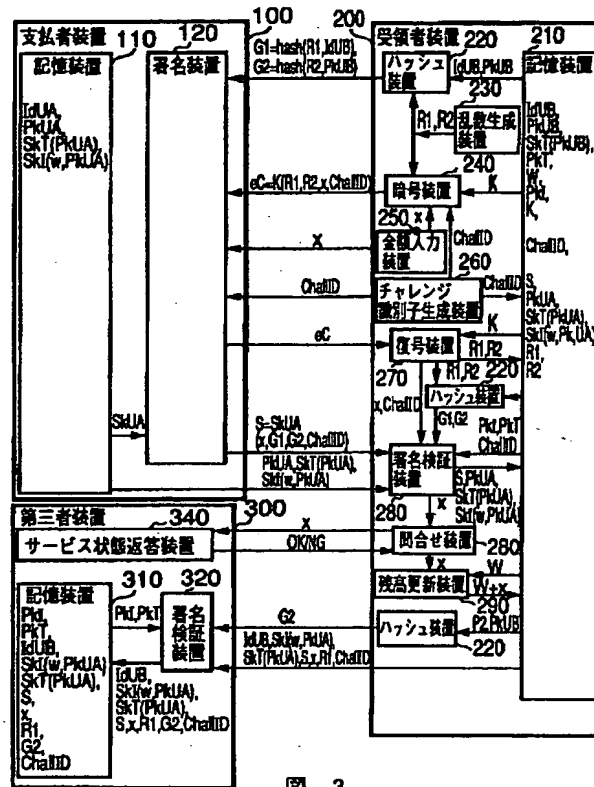 100
支払者装置
110
120
記憶装置
署名装置
IdUA,
PkUA,
SkT(PkUA),
SkI(w,PkUA)
SkUA
G1=hash(R1,IdUB),
G2=hash(R2,PkUB)
eC=K(R1,R2,x,ChallID)
X
ChallID
eC
S=SkUA
(x,G1,G2,ChallID)
PkUA,SkT(PkUA),
SkI(w,PkUA)
200
受領者装置
220
ハッシュ
装置
IdUB,PkUB
210
記憶装置
230
乱数生成
装置
R1,R2
240
暗号装置
K
250
x
金額入力
装置
ChallID
260
チャレンジ
識別子生成装置
ChallID
IdUB,
PkUB,
SkT(PkUB),
PkT,
W,
PkI,
K,
ChallID,
S,
PkUA,
SkT(PkUA),
SkI(w,PkUA)
R1,
R2
K
復号装置
R1,R2
270
R1,R2
220
ハッシュ装置
x,ChallID
G1,G2
PkI,PkT
ChallID
署名検証
装置
280
S,PkUA,
SkT(PkUA),
SkI(w,PkUA)
x
問合せ装置
280
x
W
残高更新装置
W+x
290
R2,PkUB
ハッシュ装置
220
300
第三者装置
340
サービス状態返答装置
x
OK/NG
310
320
記憶装置
PkI,
PkT,
IdUB,
SkI(w,PkUA)
SkT(PkUA),
S,
x,
R1,
G2,
ChallID
PkI,PkT
署名
検証
装置
IdUB,
SkI(w,PkUA),
SkT(PkUA),
S,x,R1,G2,ChallID
G2
IdUB,SkI(w,PkUA),
SkT(PkUA),S,x,R1,ChallID
図 3